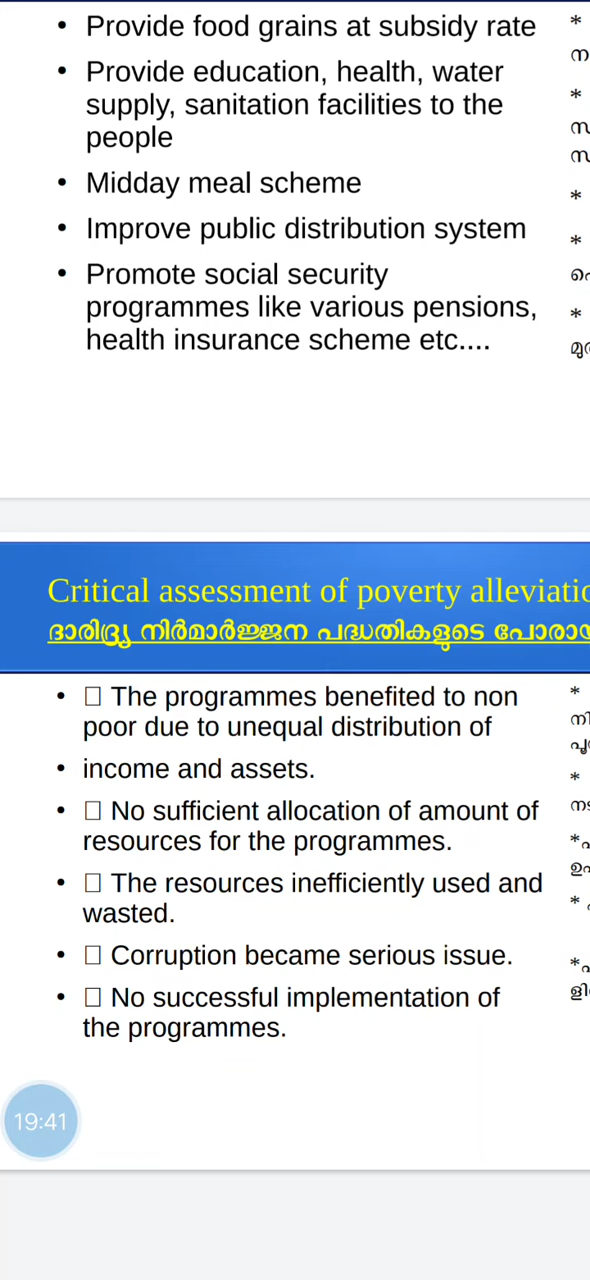 • Provide food grains at subsidy rate
• Provide education, health, water
supply, sanitation facilities to the
people
• Midday meal scheme
• Improve public distribution system
• Promote social security
programmes like various pensions,
health insurance scheme etc....
Critical assessment of poverty
ദാരിദ്ര്യ നിർമാർജ്ജന പദ്ധതികളുടെ
• □ The programmes benefited to non
poor due to unequal distribution of
• income and assets.
• □ No sufficient allocation of amount of
resources for the programmes.
• □ The resources inefficiently used and
wasted.
• □ Corruption became serious issue.
• □ No successful implementation of
the programmes.
19:41